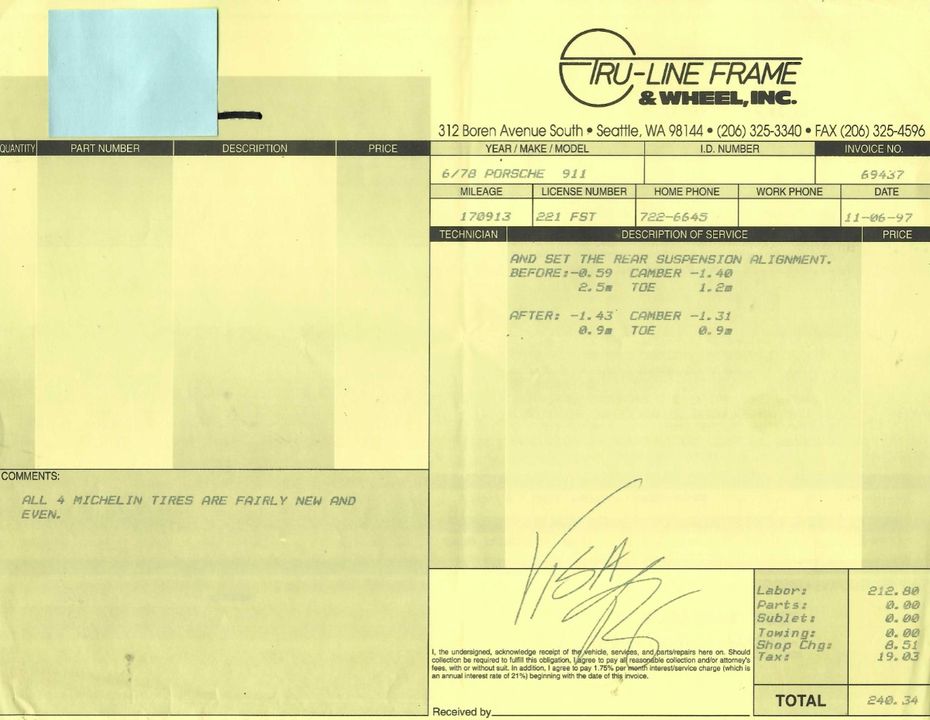 TRU-LINE FRAME
& WHEEL, INC.
312 Boren Avenue South • Seattle, WA 98144 • (206) 325-3340 • FAX (206) 325-4596
QUANTITY PART NUMBER DESCRIPTION PRICE
YEAR / MAKE / MODEL I.D. NUMBER INVOICE NO.
6/78 PORSCHE 911 69437
MILEAGE LICENSE NUMBER HOME PHONE WORK PHONE DATE
170913 221 FST 722-6645 11-06-97
TECHNICIAN DESCRIPTION OF SERVICE PRICE
AND SET THE REAR SUSPENSION ALIGNMENT.
BEFORE:-0.59 CAMBER -1.40
2.5m TOE 1.2m
AFTER: -1.43 CAMBER -1.31
0.9m TOE 0.9m
COMMENTS:
ALL 4 MICHELIN TIRES ARE FAIRLY NEW AND
EVEN.
VISA
Labor: 212.80
Parts: 0.00
Sublet: 0.00
Towing: 0.00
Shop Chg: 8.51
Tax: 19.03
I, the undersigned, acknowledge receipt of the vehicle, services, and parts/repairs here on. Should
collection be required to fulfill this obligation, I agree to pay all reasonable collection and/or attorney's
fees, with or without suit. In addition, I agree to pay 1.75% per month interest/service charge (which is
an annual interest rate of 21%) beginning with the date of this invoice.
TOTAL 240.34
Received by